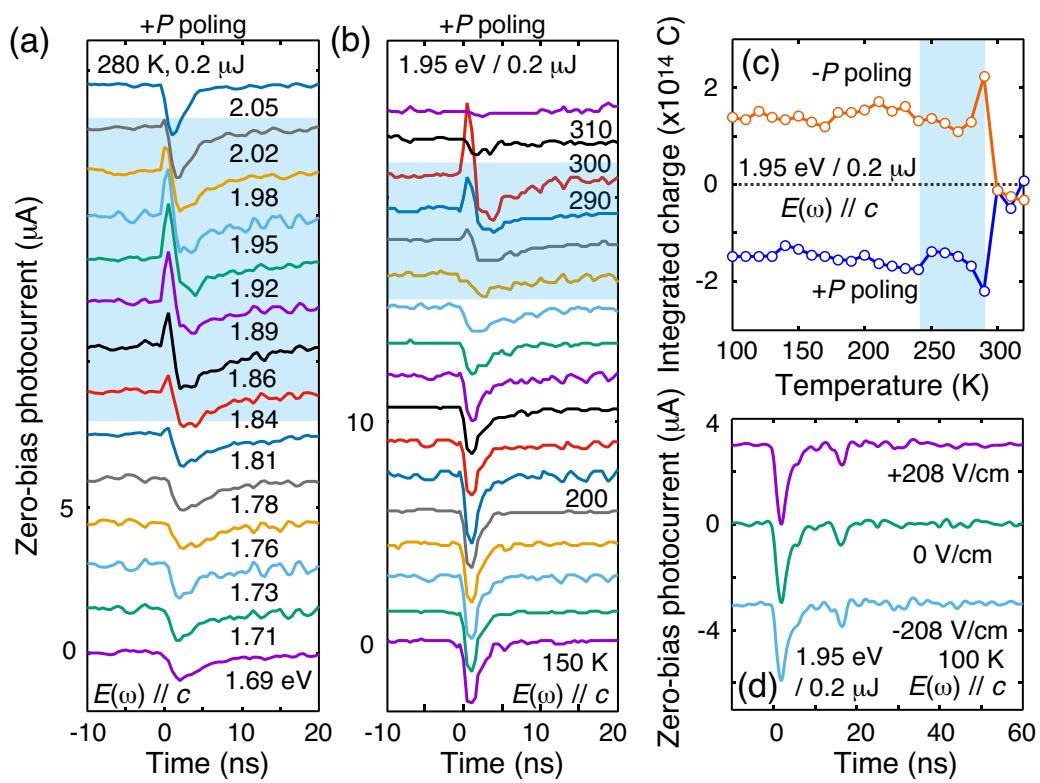 (a)
+P poling
280 K, 0.2 μJ
2.05
2.02
1.98
1.95
1.92
1.89
1.86
1.84
1.81
1.78
1.76
1.73
1.71
1.69 eV
E(ω) // c
Zero-bias photocurrent (μA)
5
0
-10
0
10
20
Time (ns)
(b)
+P poling
1.95 eV / 0.2 μJ
310
300
290
200
150 K
E(ω) // c
10
0
-10
0
10
20
Time (ns)
(c)
Integrated charge (x10¹⁴ C)
2
0
-2
-P poling
1.95 eV / 0.2 μJ
E(ω) // c
+P poling
100
150
200
250
300
Temperature (K)
Zero-bias photocurrent (μA)
4
0
-4
+208 V/cm
0 V/cm
-208 V/cm
(d)
1.95 eV
/ 0.2 μJ
100 K
E(ω) // c
0
10
20
30
40
50
60
Time (ns)